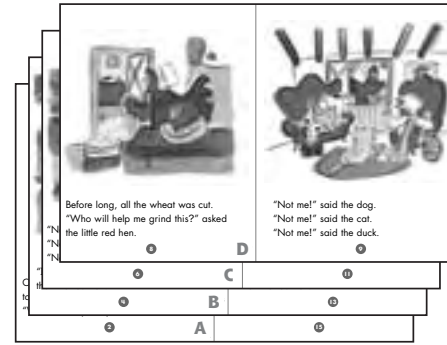 Before long, all the wheat was cut.
"Who will help me grind this?" asked
the little red hen.
"Not me!" said the dog.
"Not me!" said the cat.
"Not me!" said the duck.
8
D
9
"N
"N
"N
6
C
11
th
4
B
13
2
A
15